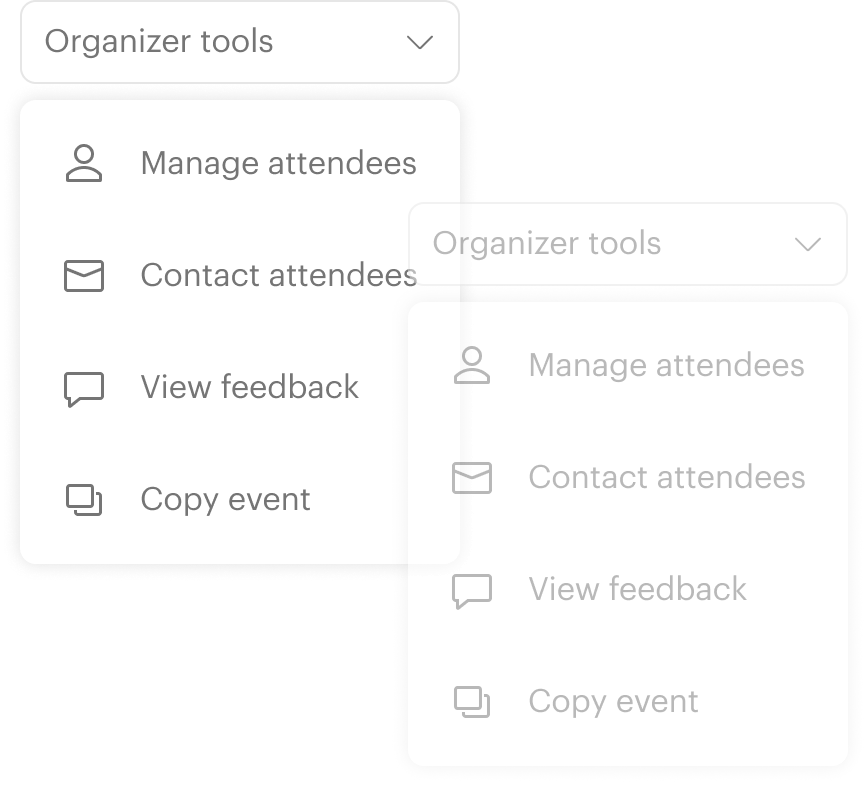 Organizer tools
Manage attendees
Contact attendees
View feedback
Copy event
Organizer tools
Manage attendees
Contact attendees
View feedback
Copy event